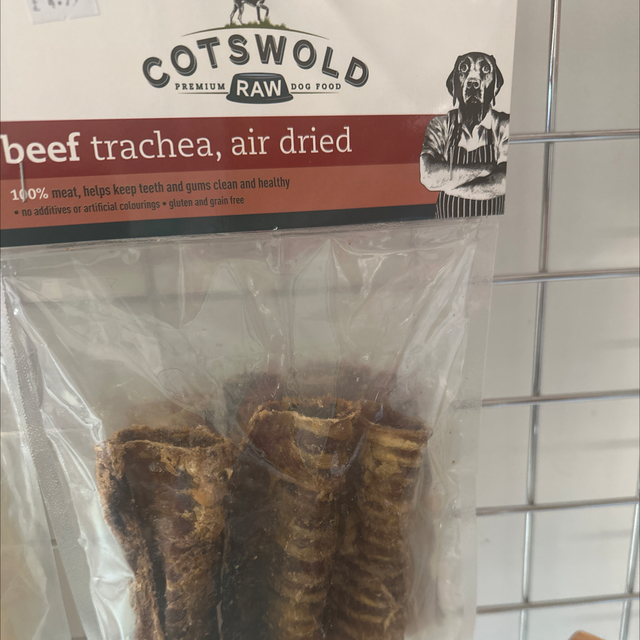 COTSWOLD
PREMIUM RAW DOG FOOD
beef trachea, air dried
100% meat, helps keep teeth and gums clean and healthy
• no additives or artificial colourings • gluten and grain free